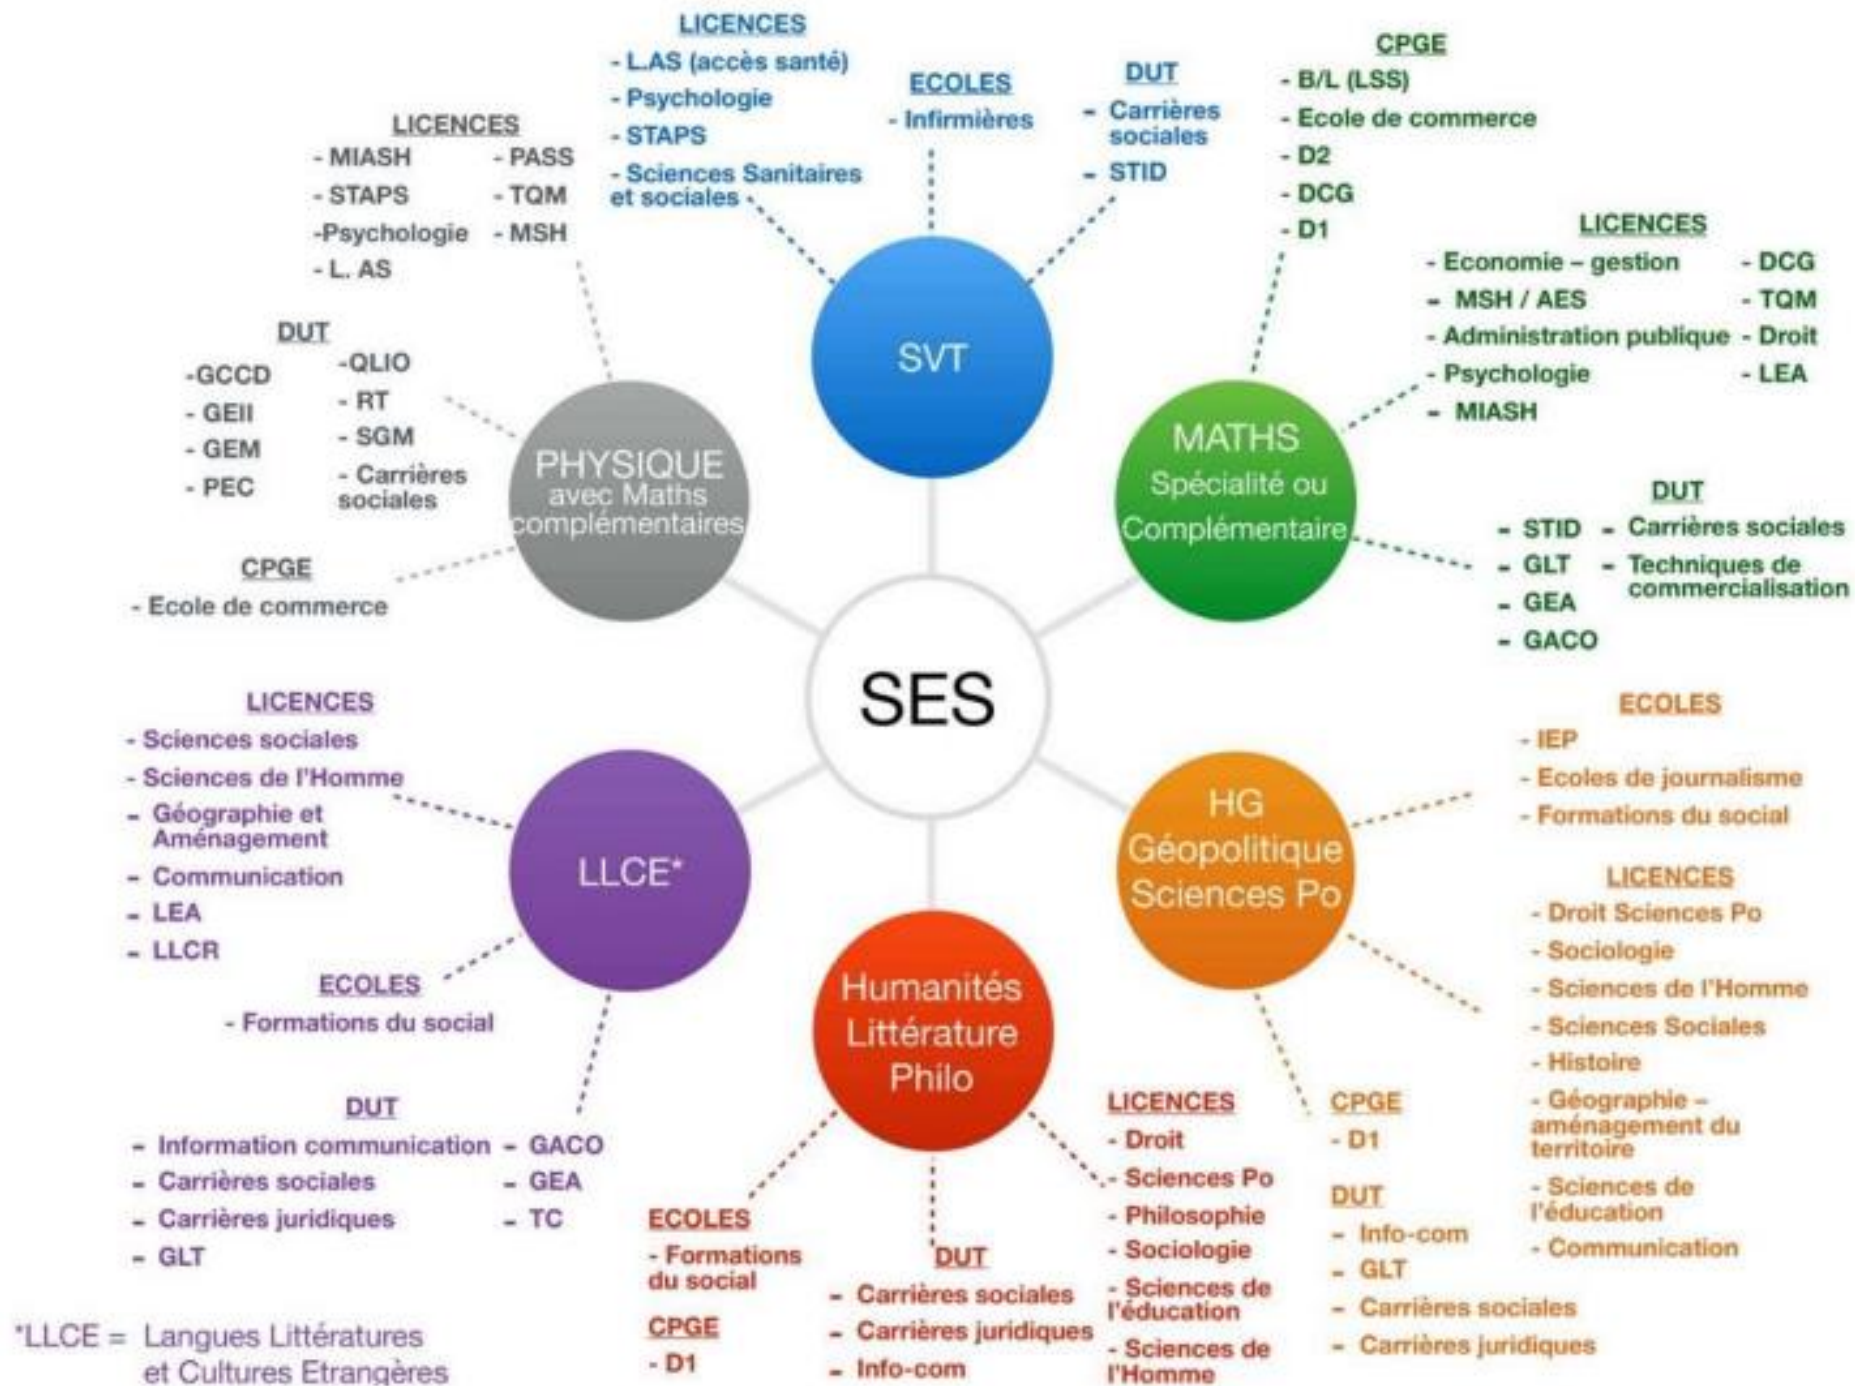 LICENCES
- L.AS (accès santé)
- Psychologie
- STAPS
- Sciences Sanitaires
et sociales
ECOLES
- Infirmières
DUT
- Carrières
sociales
- STID
SVT
CPGE
- B/L (LSS)
- Ecole de commerce
- D2
- DCG
- D1
LICENCES
- Economie – gestion
- MSH / AES
- Administration publique
- Psychologie
- MIASH
- DCG
- TQM
- Droit
- LEA
MATHS
Spécialité ou
Complémentaire
DUT
- STID
- GLT
- GEA
- GACO
- Carrières sociales
- Techniques de
commercialisation
LICENCES
- MIASH
- STAPS
-Psychologie
- L. AS
- PASS
- TQM
- MSH
DUT
-GCCD
- GEII
- GEM
- PEC
-QLIO
- RT
- SGM
- Carrières
sociales
PHYSIQUE
avec Maths
complémentaires
CPGE
- Ecole de commerce
SES
LICENCES
- Sciences sociales
- Sciences de l'Homme
- Géographie et
Aménagement
- Communication
- LEA
- LLCR
LLCE*
ECOLES
- Formations du social
DUT
- Information communication
- Carrières sociales
- Carrières juridiques
- GLT
- GACO
- GEA
- TC
ECOLES
- IEP
- Ecoles de journalisme
- Formations du social
HG
Géopolitique
Sciences Po
LICENCES
- Droit Sciences Po
- Sociologie
- Sciences de l'Homme
- Sciences Sociales
- Histoire
- Géographie –
aménagement du
territoire
- Sciences de
l'éducation
- Communication
CPGE
- D1
DUT
- Info-com
- GLT
- Carrières sociales
- Carrières juridiques
Humanités
Littérature
Philo
ECOLES
- Formations
du social
CPGE
- D1
DUT
- Carrières sociales
- Carrières juridiques
- Info-com
LICENCES
- Droit
- Sciences Po
- Philosophie
- Sociologie
- Sciences de
l'éducation
- Sciences de
l'Homme
*LLCE = Langues Littératures
et Cultures Etrangères